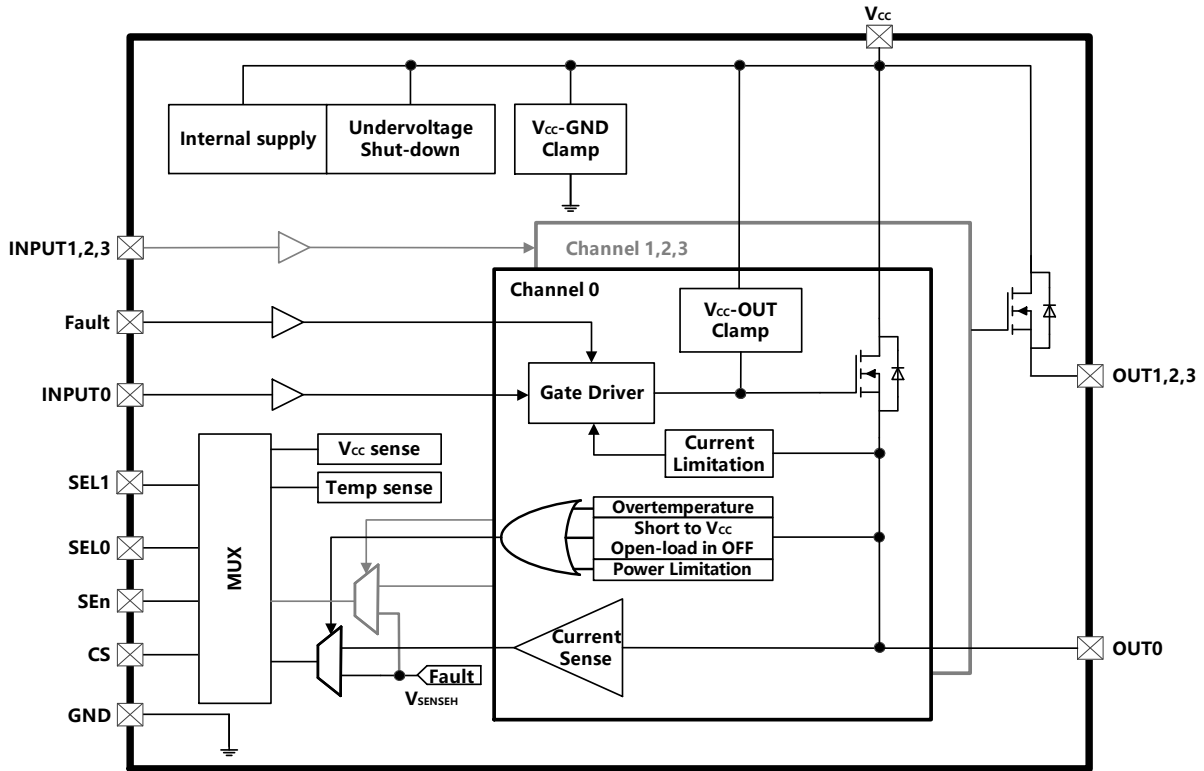 Vcc
Internal supply
Undervoltage
Shut-down
Vcc-GND
Clamp
INPUT1,2,3
Channel 1,2,3
Channel 0
Fault
Vcc-OUT
Clamp
INPUT0
Gate Driver
OUT1,2,3
Current
Limitation
Vcc sense
Temp sense
SEL1
SEL0
SEn
CS
GND
MUX
Overtemperature
Short to Vcc
Open-load in OFF
Power Limitation
Current
Sense
Fault
VSENSEH
OUT0